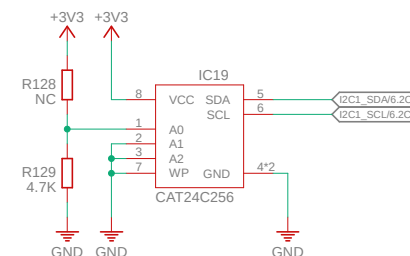 +3V3 +3V3
IC19
R128
NC
8 VCC SDA 5 I2C1_SDA/6.2C
SCL 6 I2C1_SCL/6.2C
1 A0
2 A1
3 A2
7 WP GND 4*2
R129
4.7K
CAT24C256
GND GND GND